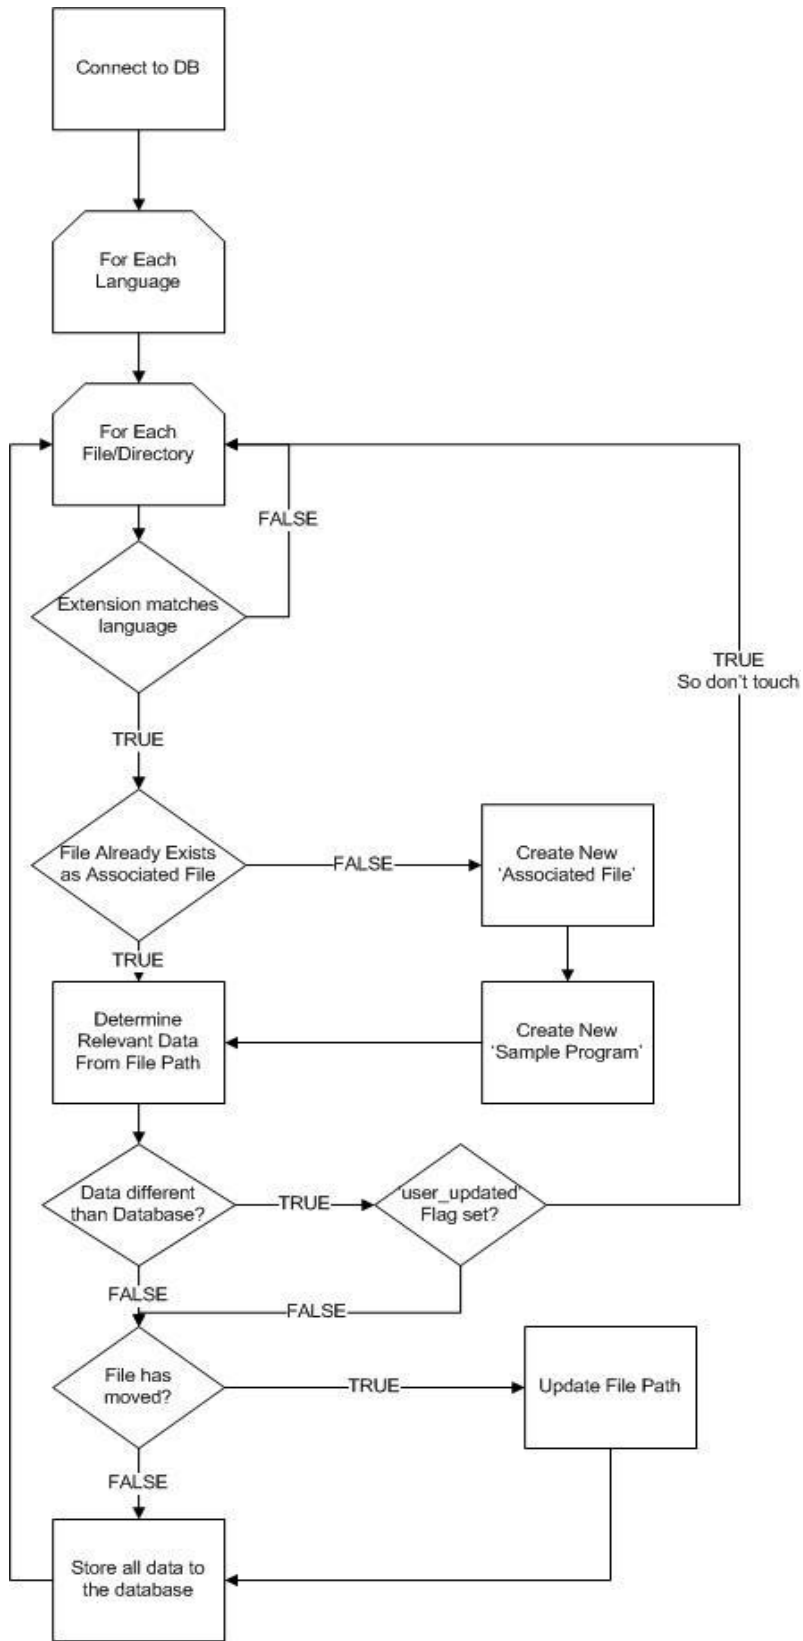 Connect to DB
For Each
Language
For Each
File/Directory
FALSE
Extension matches
language
TRUE
So don't touch
TRUE
File Already Exists
as Associated File
FALSE
Create New
'Associated File'
TRUE
Determine
Relevant Data
From File Path
Create New
'Sample Program'
Data different
than Database?
TRUE
'user_updated'
Flag set?
FALSE
FALSE
File has
moved?
TRUE
Update File Path
FALSE
Store all data to
the database